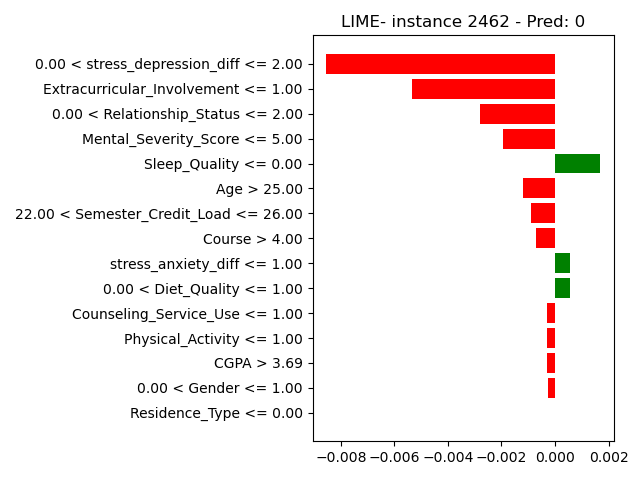 LIME- instance 2462 - Pred: 0
0.00 < stress_depression_diff <= 2.00
Extracurricular_Involvement <= 1.00
0.00 < Relationship_Status <= 2.00
Mental_Severity_Score <= 5.00
Sleep_Quality <= 0.00
Age > 25.00
22.00 < Semester_Credit_Load <= 26.00
Course > 4.00
stress_anxiety_diff <= 1.00
0.00 < Diet_Quality <= 1.00
Counseling_Service_Use <= 1.00
Physical_Activity <= 1.00
CGPA > 3.69
0.00 < Gender <= 1.00
Residence_Type <= 0.00
−0.008 −0.006 −0.004 −0.002 0.000 0.002